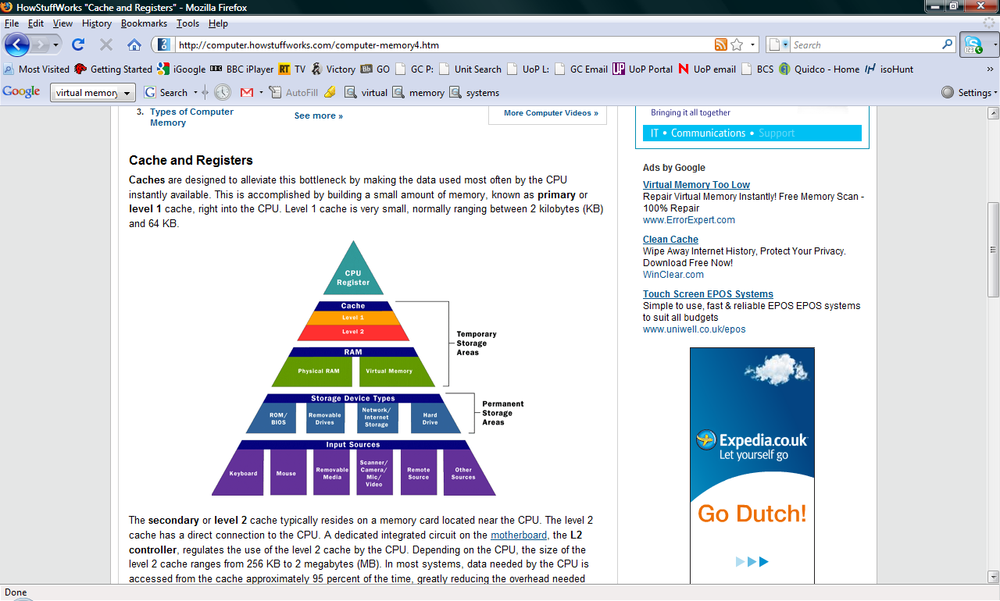 HowStuffWorks "Cache and Registers" - Mozilla Firefox
File Edit View History Bookmarks Tools Help
http://computer.howstuffworks.com/computer-memory4.htm
Search
Most Visited Getting Started iGoogle BBC iPlayer RT TV Victory Bb GO GC P: Unit Search UoP L: GC Email UoP Portal UoP email BCS Quidco - Home isoHunt »
Google virtual memory Search AutoFill virtual memory systems Settings
3. Types of Computer
Memory
See more »
More Computer Videos »
Bringing it all together
IT • Communications • Support
Cache and Registers
Caches are designed to alleviate this bottleneck by making the data used most often by the CPU
instantly available. This is accomplished by building a small amount of memory, known as primary or
level 1 cache, right into the CPU. Level 1 cache is very small, normally ranging between 2 kilobytes (KB)
and 64 KB.
CPU
Register
Cache
Level 1
Level 2
Temporary
Storage
Areas
RAM
Physical RAM
Virtual Memory
Storage Device Types
ROM/
BIOS
Removable
Drives
Network/
Internet
Storage
Hard
Drive
Permanent
Storage
Areas
Input Sources
Keyboard
Mouse
Removable
Media
Scanner/
Camera/
Mic/
Video
Remote
Source
Other
Sources
The secondary or level 2 cache typically resides on a memory card located near the CPU. The level 2
cache has a direct connection to the CPU. A dedicated integrated circuit on the motherboard, the L2
controller, regulates the use of the level 2 cache by the CPU. Depending on the CPU, the size of the
level 2 cache ranges from 256 KB to 2 megabytes (MB). In most systems, data needed by the CPU is
accessed from the cache approximately 95 percent of the time, greatly reducing the overhead needed
Ads by Google
Virtual Memory Too Low
Repair Virtual Memory Instantly! Free Memory Scan -
100% Repair
www.ErrorExpert.com
Clean Cache
Wipe Away Internet History, Protect Your Privacy.
Download Free Now!
WinClear.com
Touch Screen EPOS Systems
Simple to use, fast & reliable EPOS EPOS systems
to suit all budgets
www.uniwell.co.uk/epos
Expedia.co.uk
Let yourself go
Go Dutch!
Done